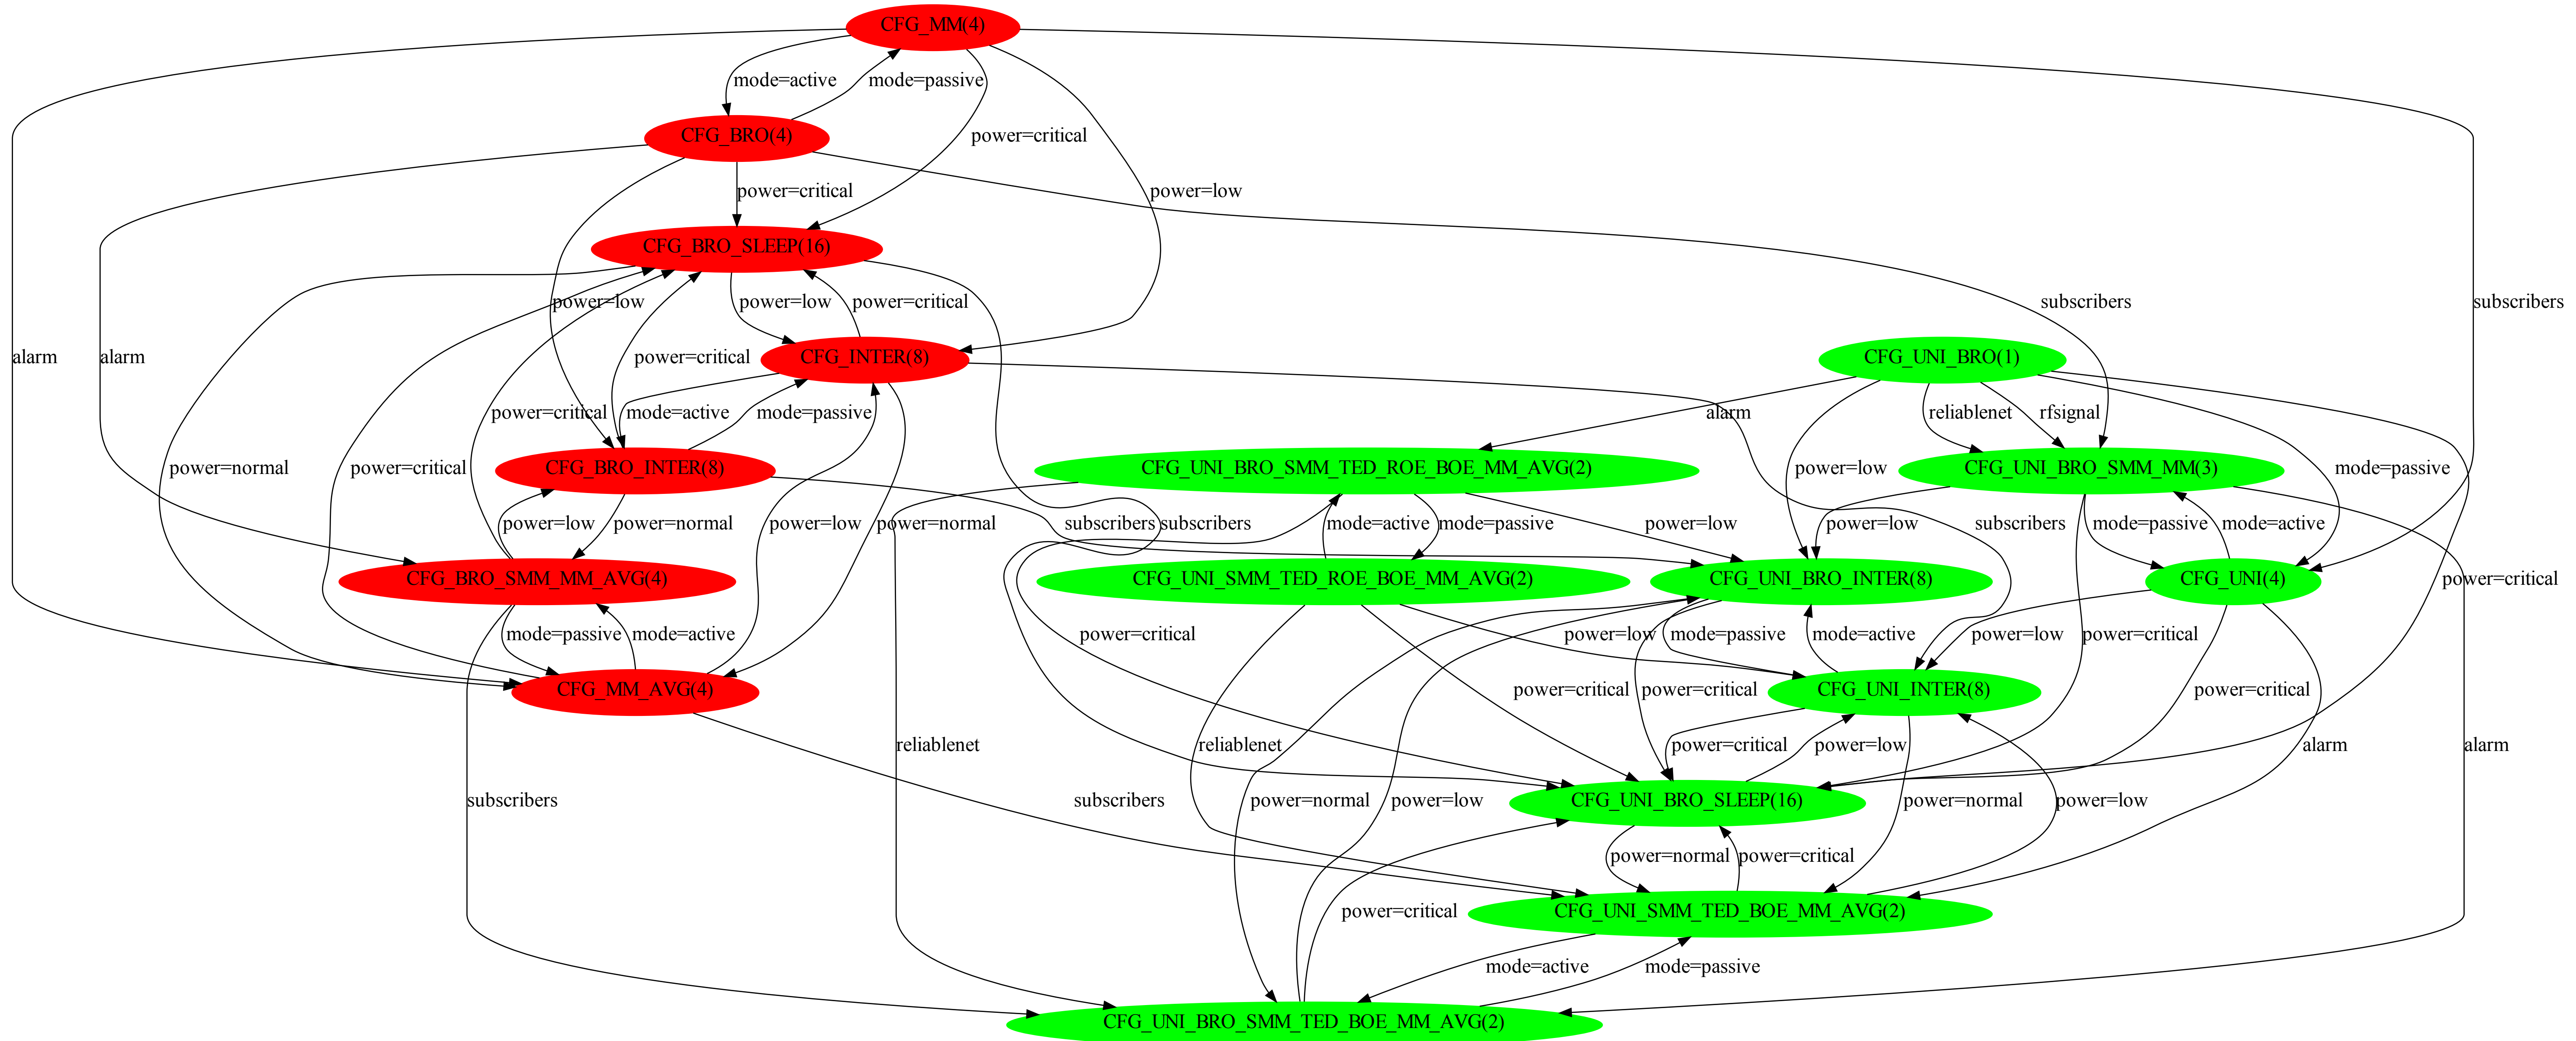 CFG_MM(4)
mode=active
mode=passive
CFG_BRO(4)
power=critical
power=critical
power=low
CFG_BRO_SLEEP(16)
power=low
power=low
power=critical
subscribers
subscribers
alarm
alarm
power=critical
CFG_INTER(8)
CFG_UNI_BRO(1)
power=critical
mode=active
mode=passive
alarm
reliablenet
rfsignal
power=normal
power=critical
CFG_BRO_INTER(8)
CFG_UNI_BRO_SMM_TED_ROE_BOE_MM_AVG(2)
power=low
CFG_UNI_BRO_SMM_MM(3)
mode=passive
power=low
power=normal
power=low
power=normal
subscribers
subscribers
mode=active
mode=passive
power=low
power=low
subscribers
mode=passive
mode=active
CFG_BRO_SMM_MM_AVG(4)
CFG_UNI_SMM_TED_ROE_BOE_MM_AVG(2)
CFG_UNI_BRO_INTER(8)
CFG_UNI(4)
power=critical
mode=passive
mode=active
power=critical
power=low
mode=passive
mode=active
power=low
power=critical
CFG_MM_AVG(4)
power=critical
power=critical
CFG_UNI_INTER(8)
power=critical
reliablenet
reliablenet
power=critical
power=low
alarm
alarm
subscribers
subscribers
power=normal
power=low
CFG_UNI_BRO_SLEEP(16)
power=normal
power=low
power=normal
power=critical
power=critical
CFG_UNI_SMM_TED_BOE_MM_AVG(2)
mode=active
mode=passive
CFG_UNI_BRO_SMM_TED_BOE_MM_AVG(2)